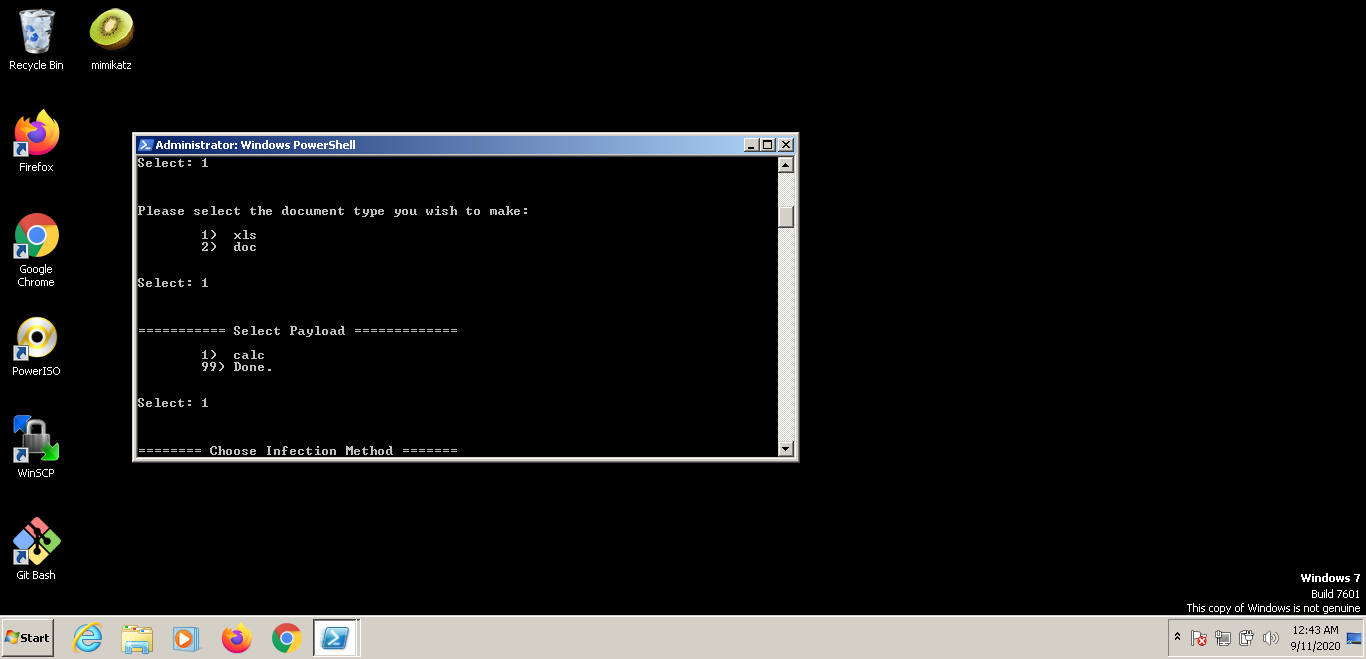 Recycle Bin
mimikatz
Firefox
Google
Chrome
PowerISO
WinSCP
Git Bash
Administrator: Windows PowerShell
Select: 1
Please select the document type you wish to make:
1) xls
2) doc
Select: 1
=========== Select Payload =============
1) calc
99) Done.
Select: 1
======== Choose Infection Method =======
Windows 7
Build 7601
This copy of Windows is not genuine
Start
12:43 AM
9/11/2020